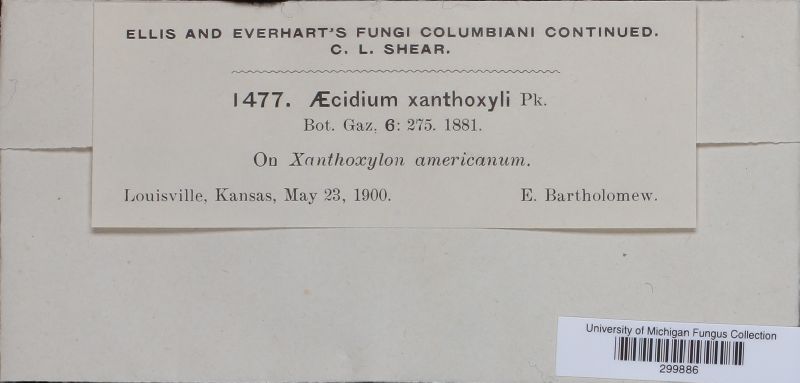 ELLIS AND EVERHART'S FUNGI COLUMBIANI CONTINUED.
C. L. SHEAR.
1477. Æcidium xanthoxyli Pk.
Bot. Gaz. 6: 275. 1881.
On Xanthoxylon americanum.
Louisville, Kansas, May 23, 1900. E. Bartholomew.
University of Michigan Fungus Collection
299886